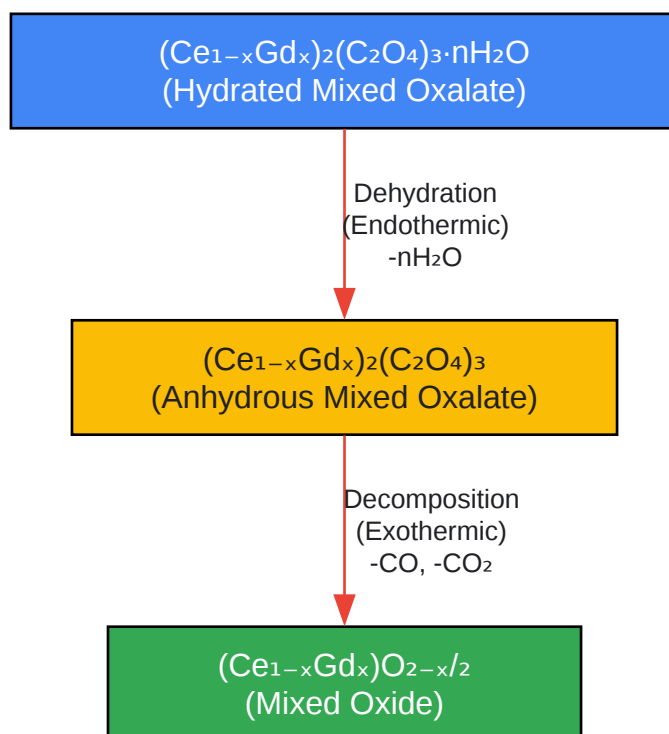 (Ce₁₋ₓGdₓ)₂(C₂O₄)₃·nH₂O
(Hydrated Mixed Oxalate)
Dehydration
(Endothermic)
-nH₂O
(Ce₁₋ₓGdₓ)₂(C₂O₄)₃
(Anhydrous Mixed Oxalate)
Decomposition
(Exothermic)
-CO, -CO₂
(Ce₁₋ₓGdₓ)O₂₋ₓ/₂
(Mixed Oxide)